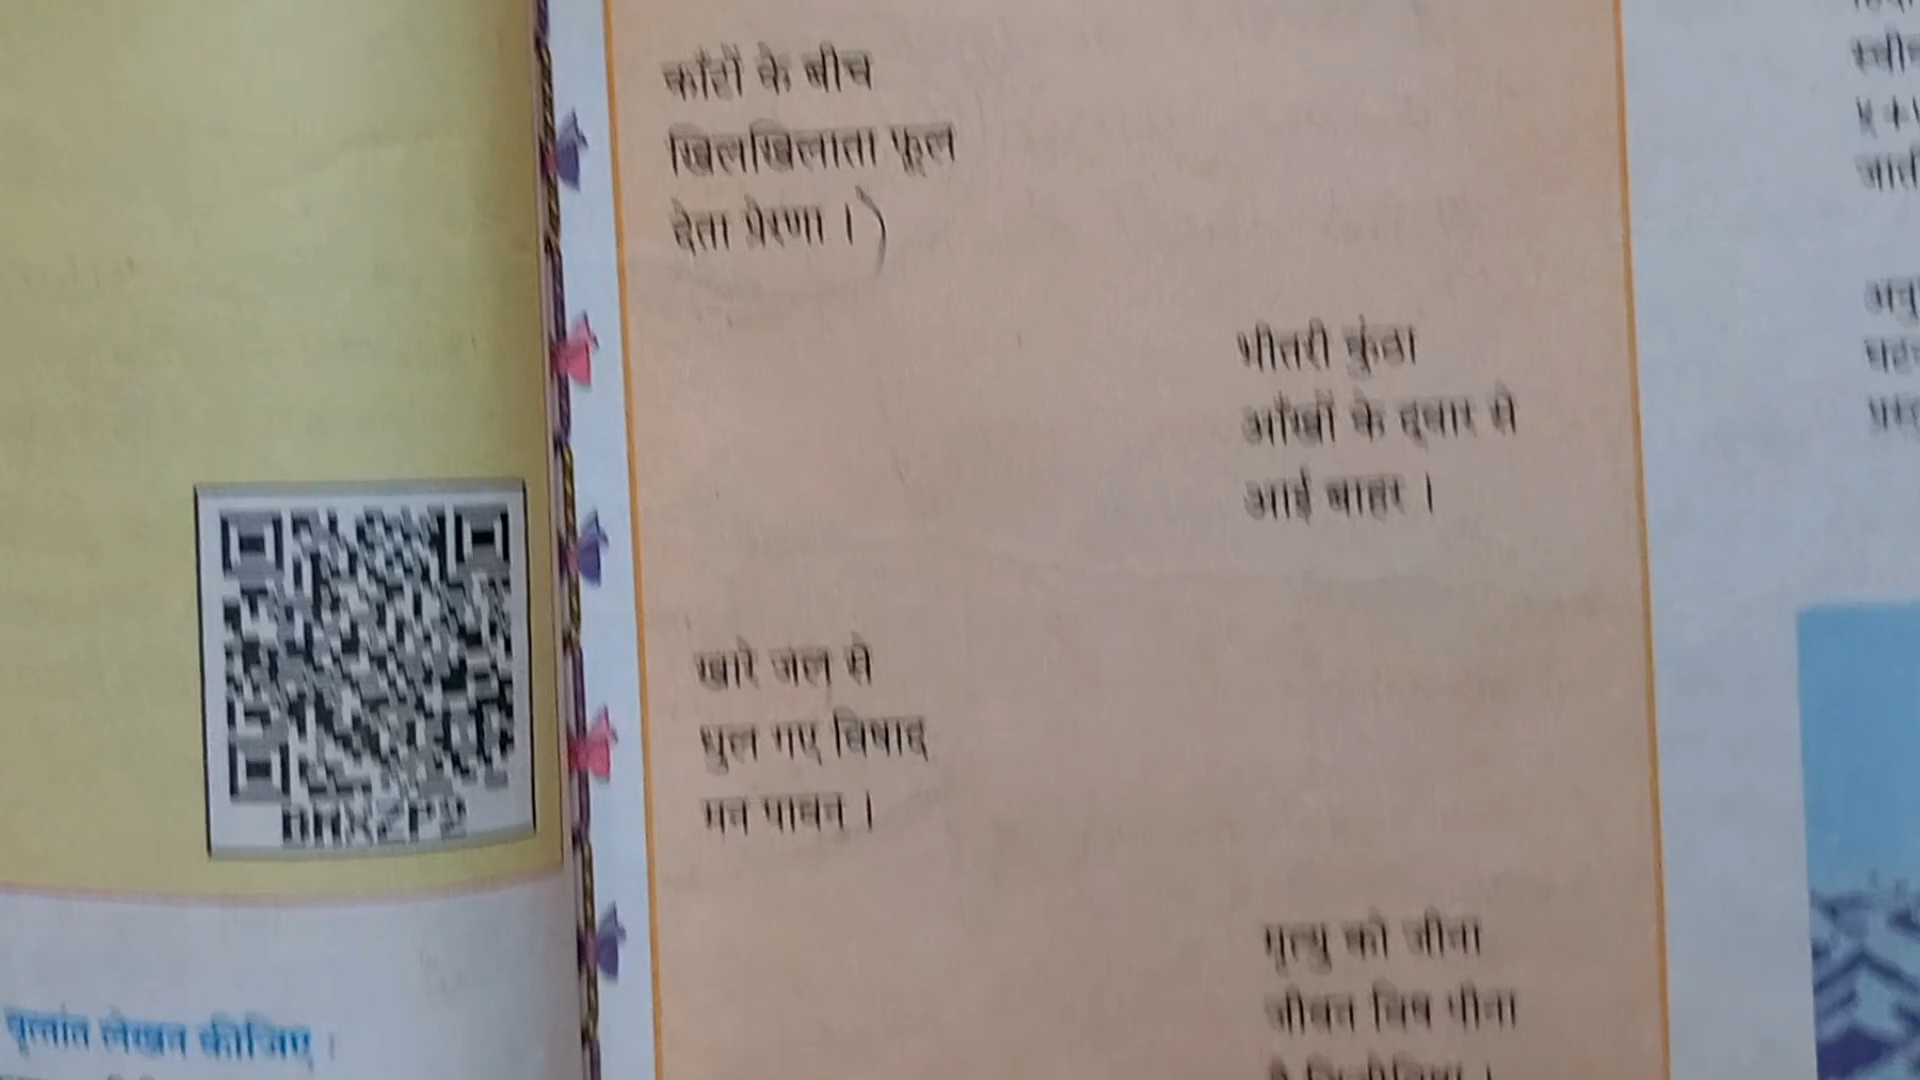 काँटों के बीच
खिलखिलाता फूल
देता प्रेरणा ।)
भीतरी कुंठा
आँखों के द्‌वार से
आई बाहर ।
खारे जल से
धुल गए विषाद
मन पावन ।
मृत्यु को जीना
जीवन विष पीना
है जिजीविषा ।
वृत्तांत लेखन कीजिए ।